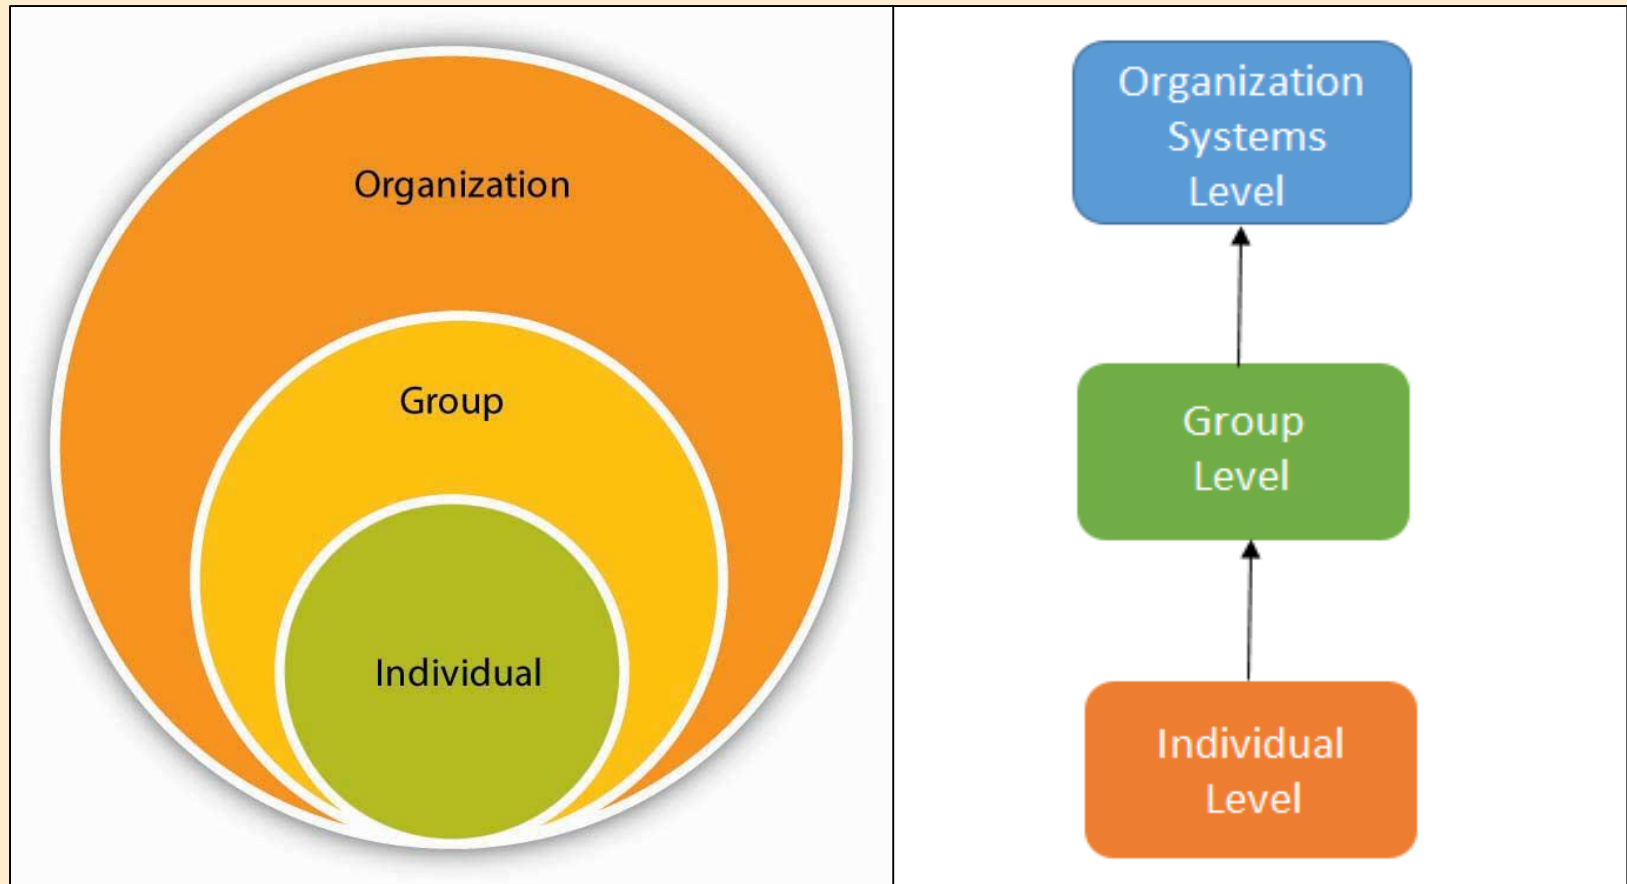 Organization
Group
Individual
Organization
Systems
Level
Group
Level
Individual
Level